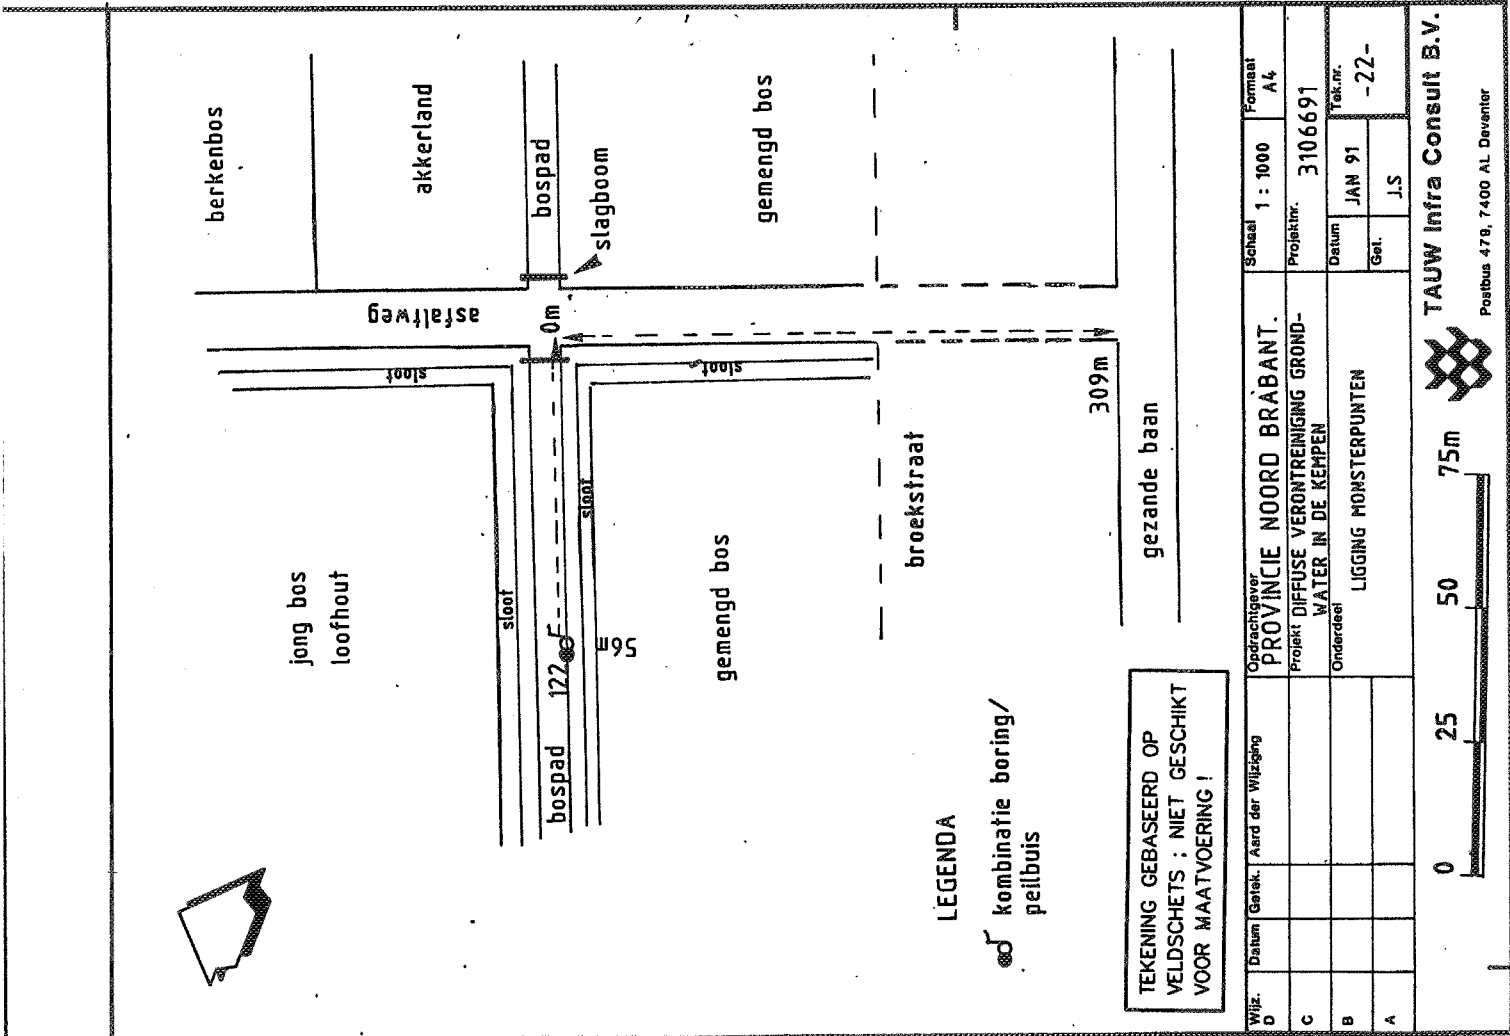 berkenbos
akkerland
bospad
slagboom
gemengd bos
asfaltweg
0m
sloot
sloot
309m
jong bos
loofhout
sloot
sloot
122
56m
bospad
gemengd bos
broekstraat
gezande baan
LEGENDA
kombinatie boring/
peilbuis
TEKENING GEBASEERD OP
VELDSCHETS ; NIET GESCHIKT
VOOR MAATVOERING !
Wijz. Datum Getek. Aard der Wijziging
D
C
B
A
Opdrachtgever
PROVINCIE NOORD BRABANT.
Projekt DIFFUSE VERONTREINIGING GROND-
WATER IN DE KEMPEN
Onderdeel
LIGGING MONSTERPUNTEN
Schaal
1 : 1000
Formaat
A4
Projektnr.
3106691
Datum
JAN 91
Tek.nr.
-22-
Get.
J.S
0 25 50 75m
TAUW Infra Consult B.V.
Postbus 479, 7400 AL Deventer